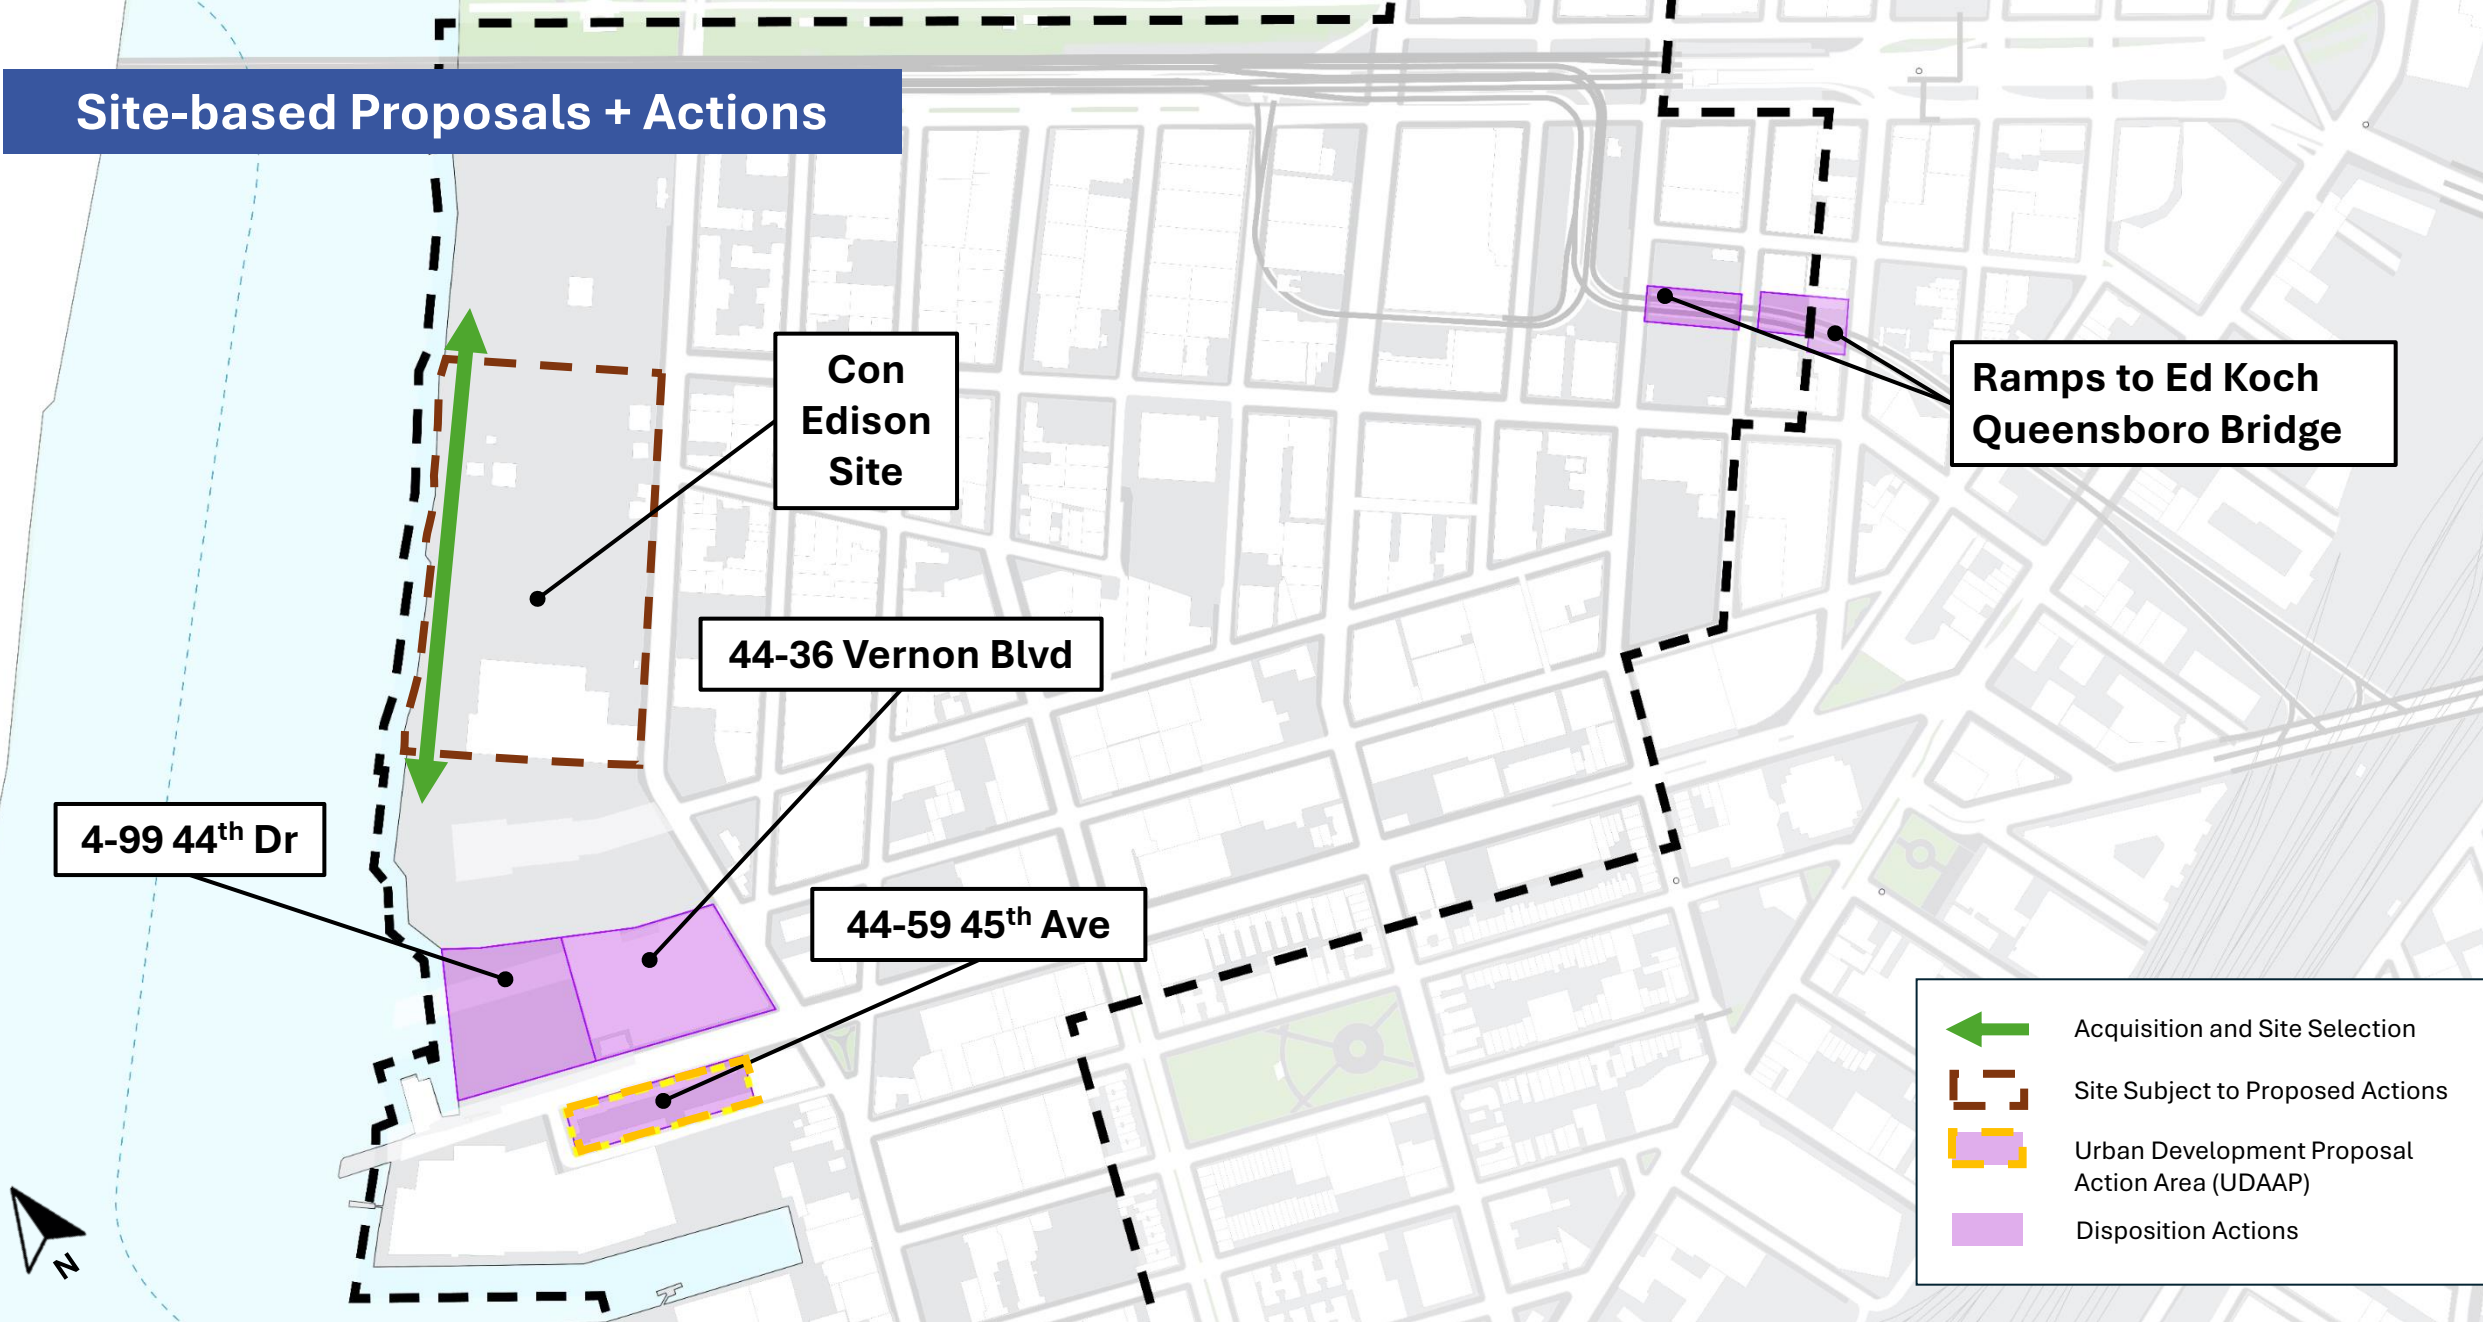 Site-based Proposals + Actions
Con
Edison
Site
Ramps to Ed Koch
Queensboro Bridge
44-36 Vernon Blvd
4-99 44th Dr
44-59 45th Ave
N
Acquisition and Site Selection
Site Subject to Proposed Actions
Urban Development Proposal
Action Area (UDAAP)
Disposition Actions